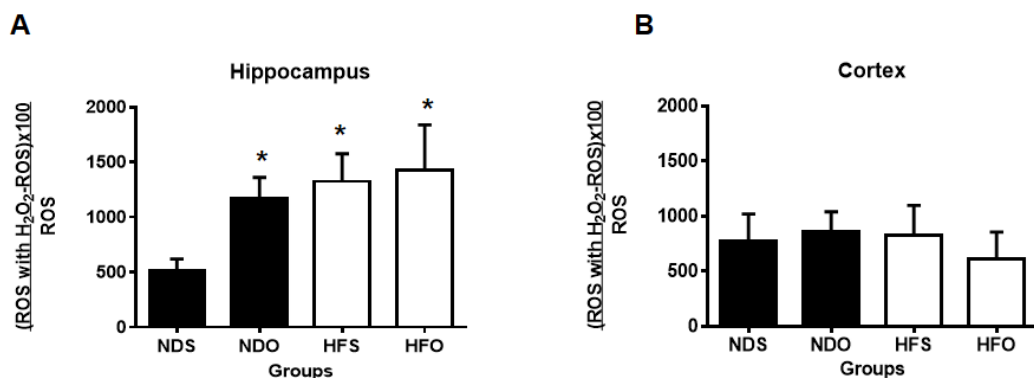 A
Hippocampus
(ROS with H₂O₂-ROS)x100
ROS
2000
1500
1000
500
0
*
*
*
NDS NDO HFS HFO
Groups
B
Cortex
(ROS with H₂O₂-ROS)x100
ROS
2000
1500
1000
500
0
NDS NDO HFS HFO
Groups